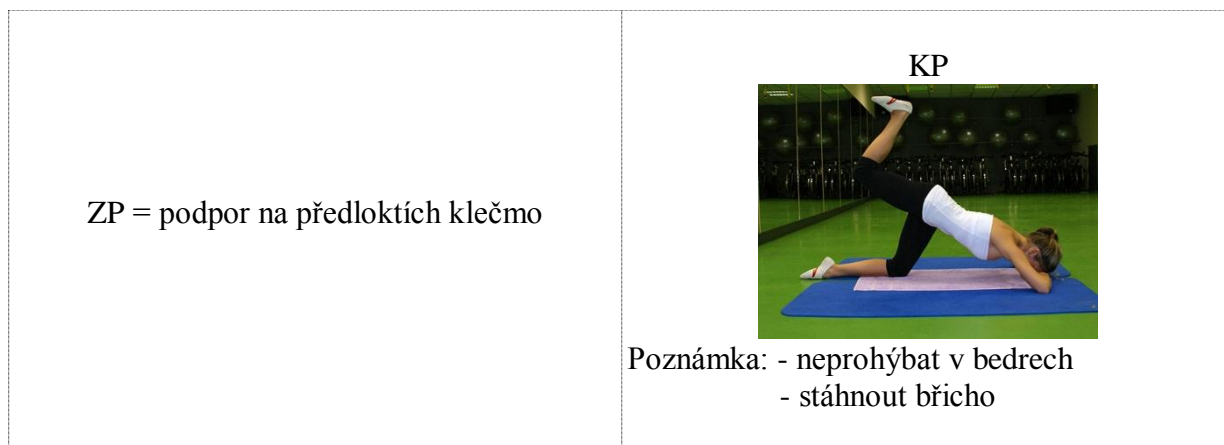 ZP = podpor na předloktích klečmo
KP
Poznámka: - neprohýbat v bedrech
- stáhnout břicho